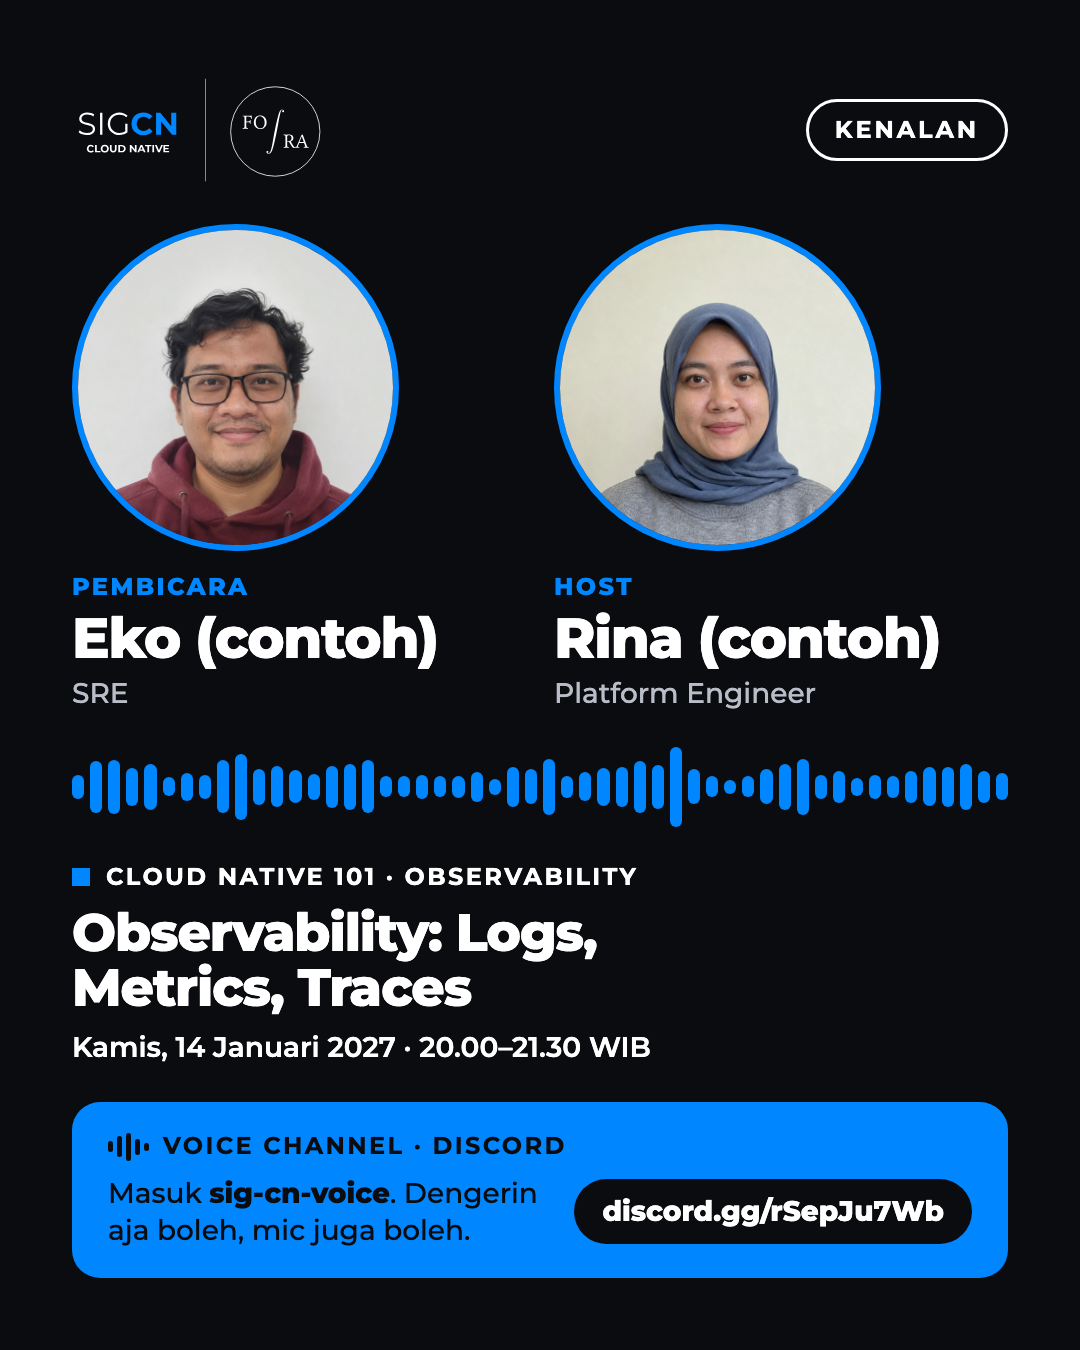 SIGCN
CLOUD NATIVE
FO
RA
KENALAN
PEMBICARA
Eko (contoh)
SRE
HOST
Rina (contoh)
Platform Engineer
CLOUD NATIVE 101 · OBSERVABILITY
Observability: Logs,
Metrics, Traces
Kamis, 14 Januari 2027 · 20.00–21.30 WIB
VOICE CHANNEL · DISCORD
Masuk sig-cn-voice. Dengerin
aja boleh, mic juga boleh.
discord.gg/rSepJu7Wb